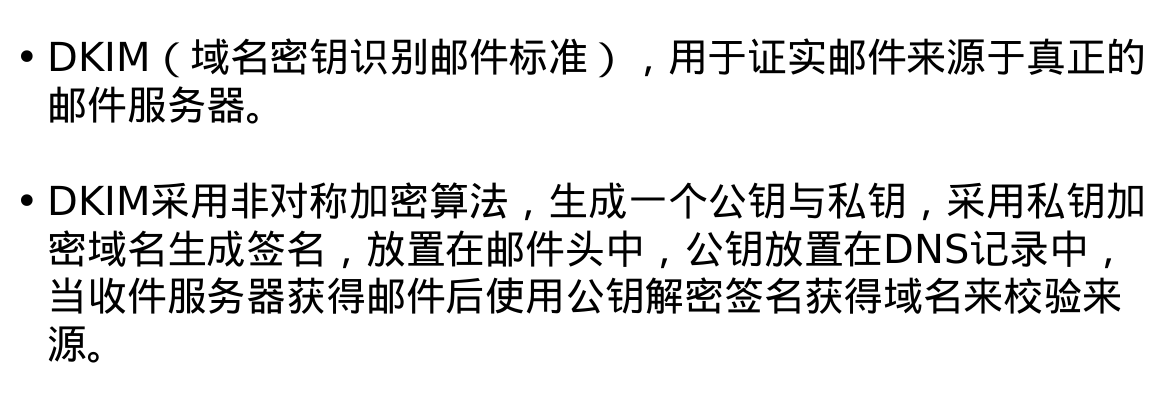 • DKIM（域名密钥识别邮件标准），用于证实邮件来源于真正的
邮件服务器。
• DKIM采用非对称加密算法，生成一个公钥与私钥，采用私钥加
密域名生成签名，放置在邮件头中，公钥放置在DNS记录中，
当收件服务器获得邮件后使用公钥解密签名获得域名来校验来
源。